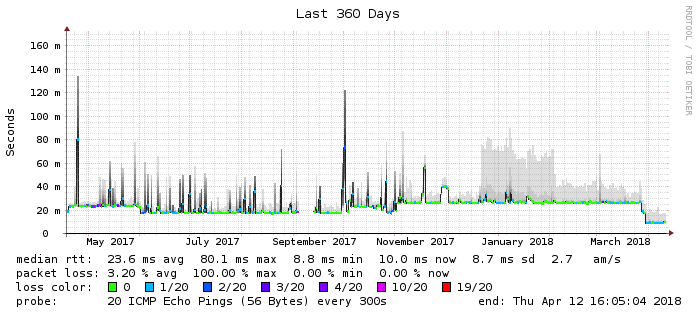 Last 360 Days
RRDTOOL / TOBI OETIKER
Seconds
160 m
140 m
120 m
100 m
80 m
60 m
40 m
20 m
0
May 2017 July 2017 September 2017 November 2017 January 2018 March 2018
median rtt: 23.6 ms avg 80.1 ms max 8.8 ms min 10.0 ms now 8.7 ms sd 2.7 am/s
packet loss: 3.20 % avg 100.00 % max 0.00 % min 0.00 % now
loss color: 0 1/20 2/20 3/20 4/20 10/20 19/20
probe: 20 ICMP Echo Pings (56 Bytes) every 300s end: Thu Apr 12 16:05:04 2018